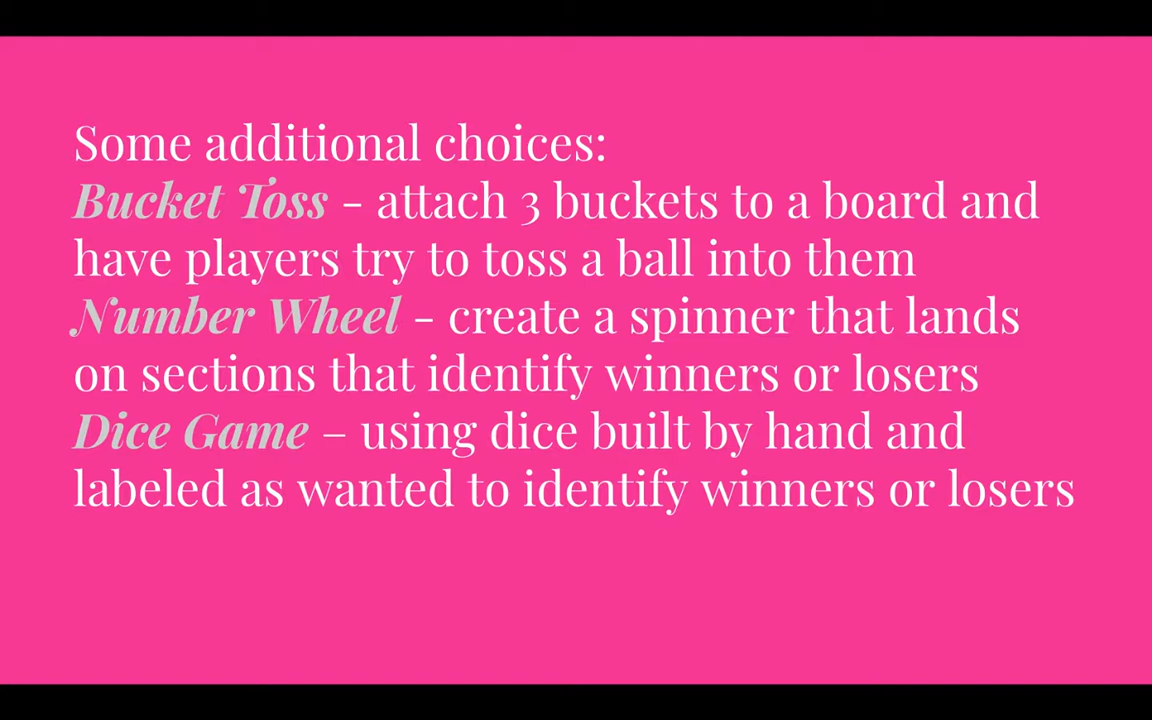 Some additional choices:
Bucket Toss - attach 3 buckets to a board and
have players try to toss a ball into them
Number Wheel - create a spinner that lands
on sections that identify winners or losers
Dice Game – using dice built by hand and
labeled as wanted to identify winners or losers